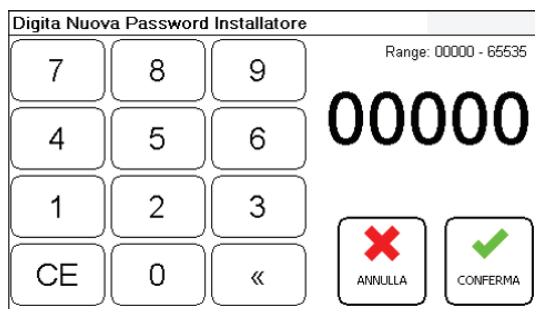 Digita Nuova Password Installatore
Range: 00000 - 65535
00000
7 8 9
4 5 6
1 2 3
CE 0 «
ANNULLA CONFERMA